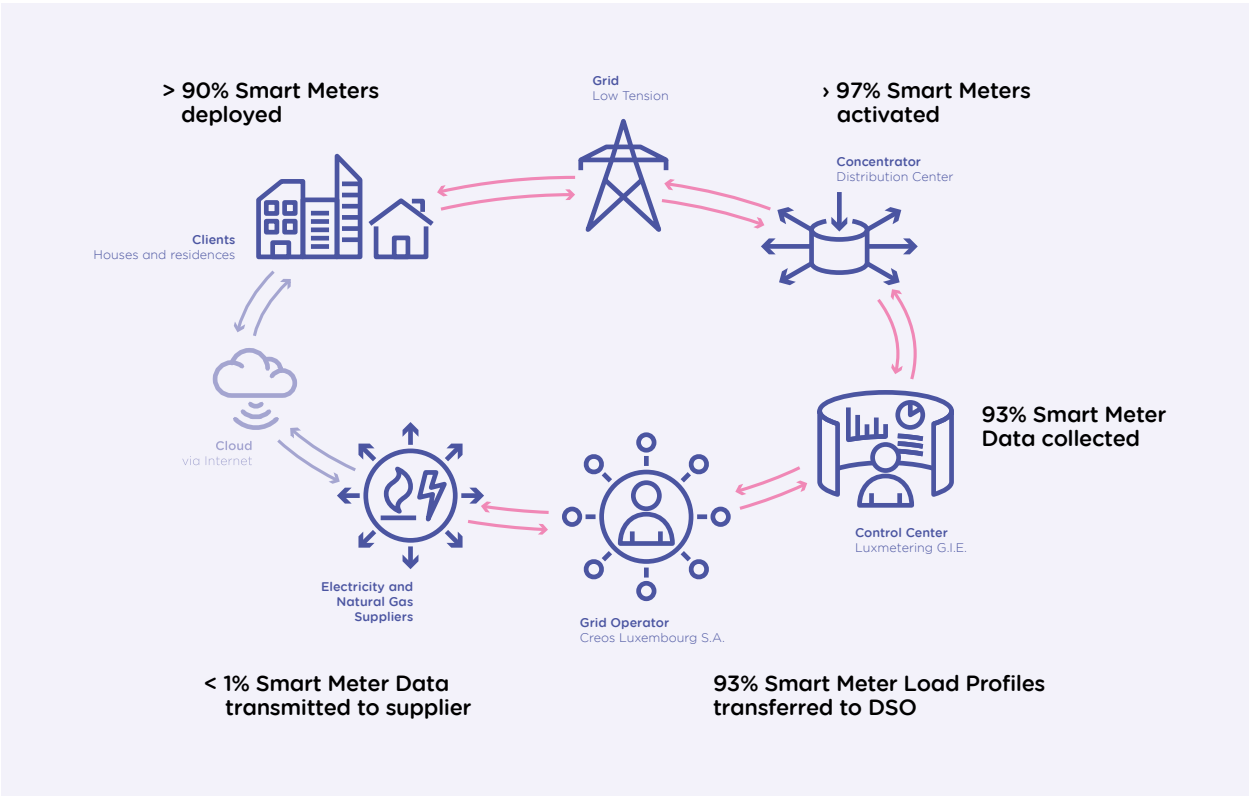 > 90% Smart Meters
deployed
Grid
Low Tension
› 97% Smart Meters
activated
Concentrator
Distribution Center
Clients
Houses and residences
Cloud
via Internet
93% Smart Meter
Data collected
Control Center
Luxmetering G.I.E.
Electricity and
Natural Gas
Suppliers
Grid Operator
Creos Luxembourg S.A.
< 1% Smart Meter Data
transmitted to supplier
93% Smart Meter Load Profiles
transferred to DSO